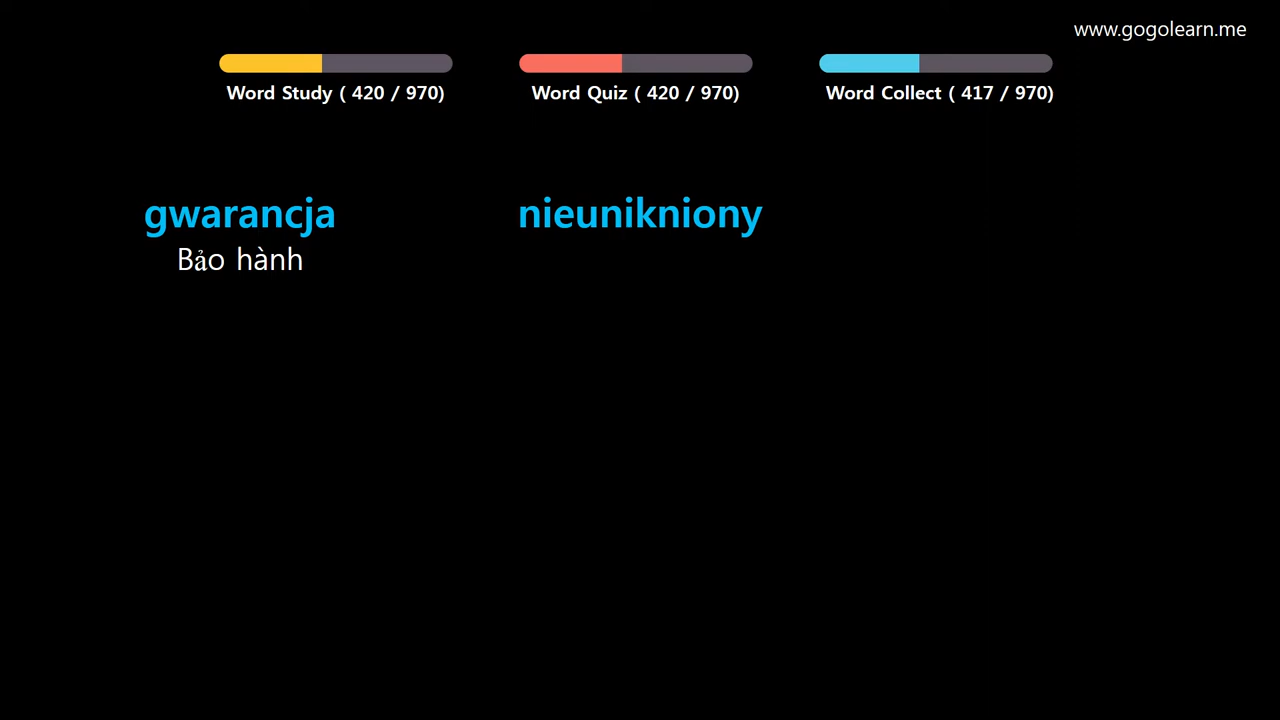 www.gogolearn.me
Word Study ( 420 / 970)
Word Quiz ( 420 / 970)
Word Collect ( 417 / 970)
gwarancja
Bảo hành
nieunikniony